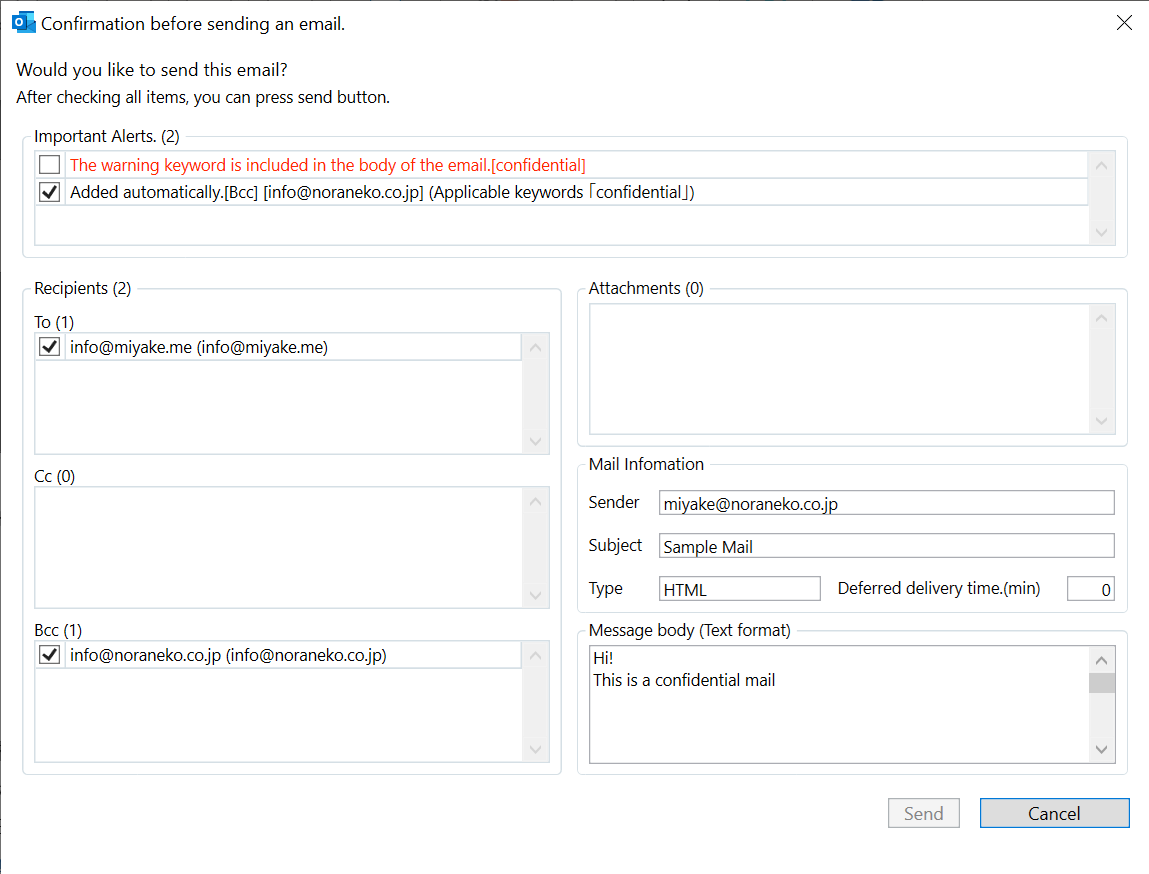 Confirmation before sending an email.
Would you like to send this email?
After checking all items, you can press send button.
Important Alerts. (2)
The warning keyword is included in the body of the email.[confidential]
Added automatically.[Bcc] [info@noraneko.co.jp] (Applicable keywords「confidential」)
Recipients (2)
To (1)
info@miyake.me (info@miyake.me)
Cc (0)
Bcc (1)
info@noraneko.co.jp (info@noraneko.co.jp)
Attachments (0)
Mail Infomation
Sender miyake@noraneko.co.jp
Subject Sample Mail
Type HTML Deferred delivery time.(min) 0
Message body (Text format)
Hi!
This is a confidential mail
Send Cancel